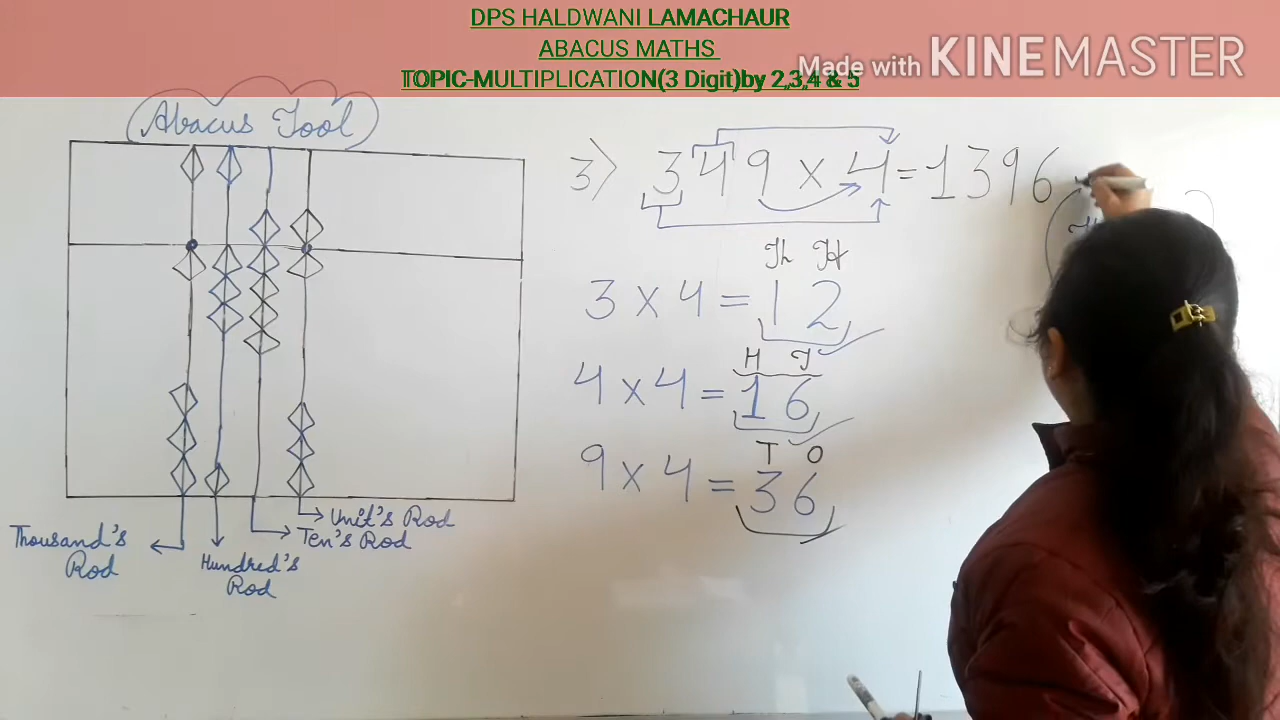 DPS HALDWANI LAMACHAUR
ABACUS MATHS
TOPIC-MULTIPLICATION(3 Digit)by 2,3,4 & 5
Made with KINEMASTER
Abacus Tool
3) 349 x 4 = 1396
Th H
3 x 4 = 12
H T
4 x 4 = 16
T O
9 x 4 = 36
Unit's Rod
Ten's Rod
Thousand's Rod
Hundred's Rod